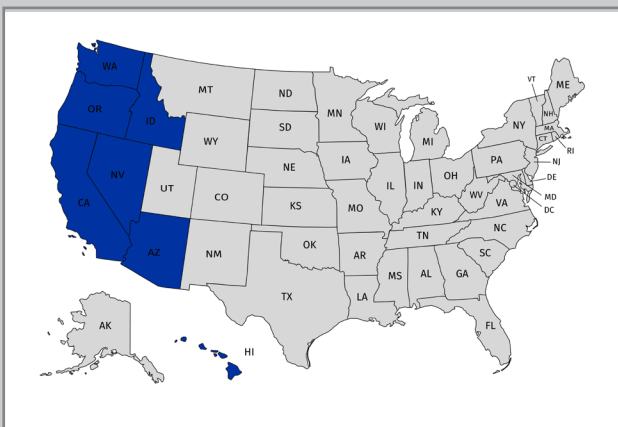 WA
MT
ND
MN
OR
ID
SD
WI
MI
VT
ME
NH
NY
MA
CT
RI
WY
IA
NE
PA
NJ
NV
UT
CO
IL
IN
OH
DE
MD
DC
CA
KS
MO
KY
WV
VA
AZ
NM
OK
AR
TN
NC
SC
TX
LA
MS
AL
GA
FL
AK
HI